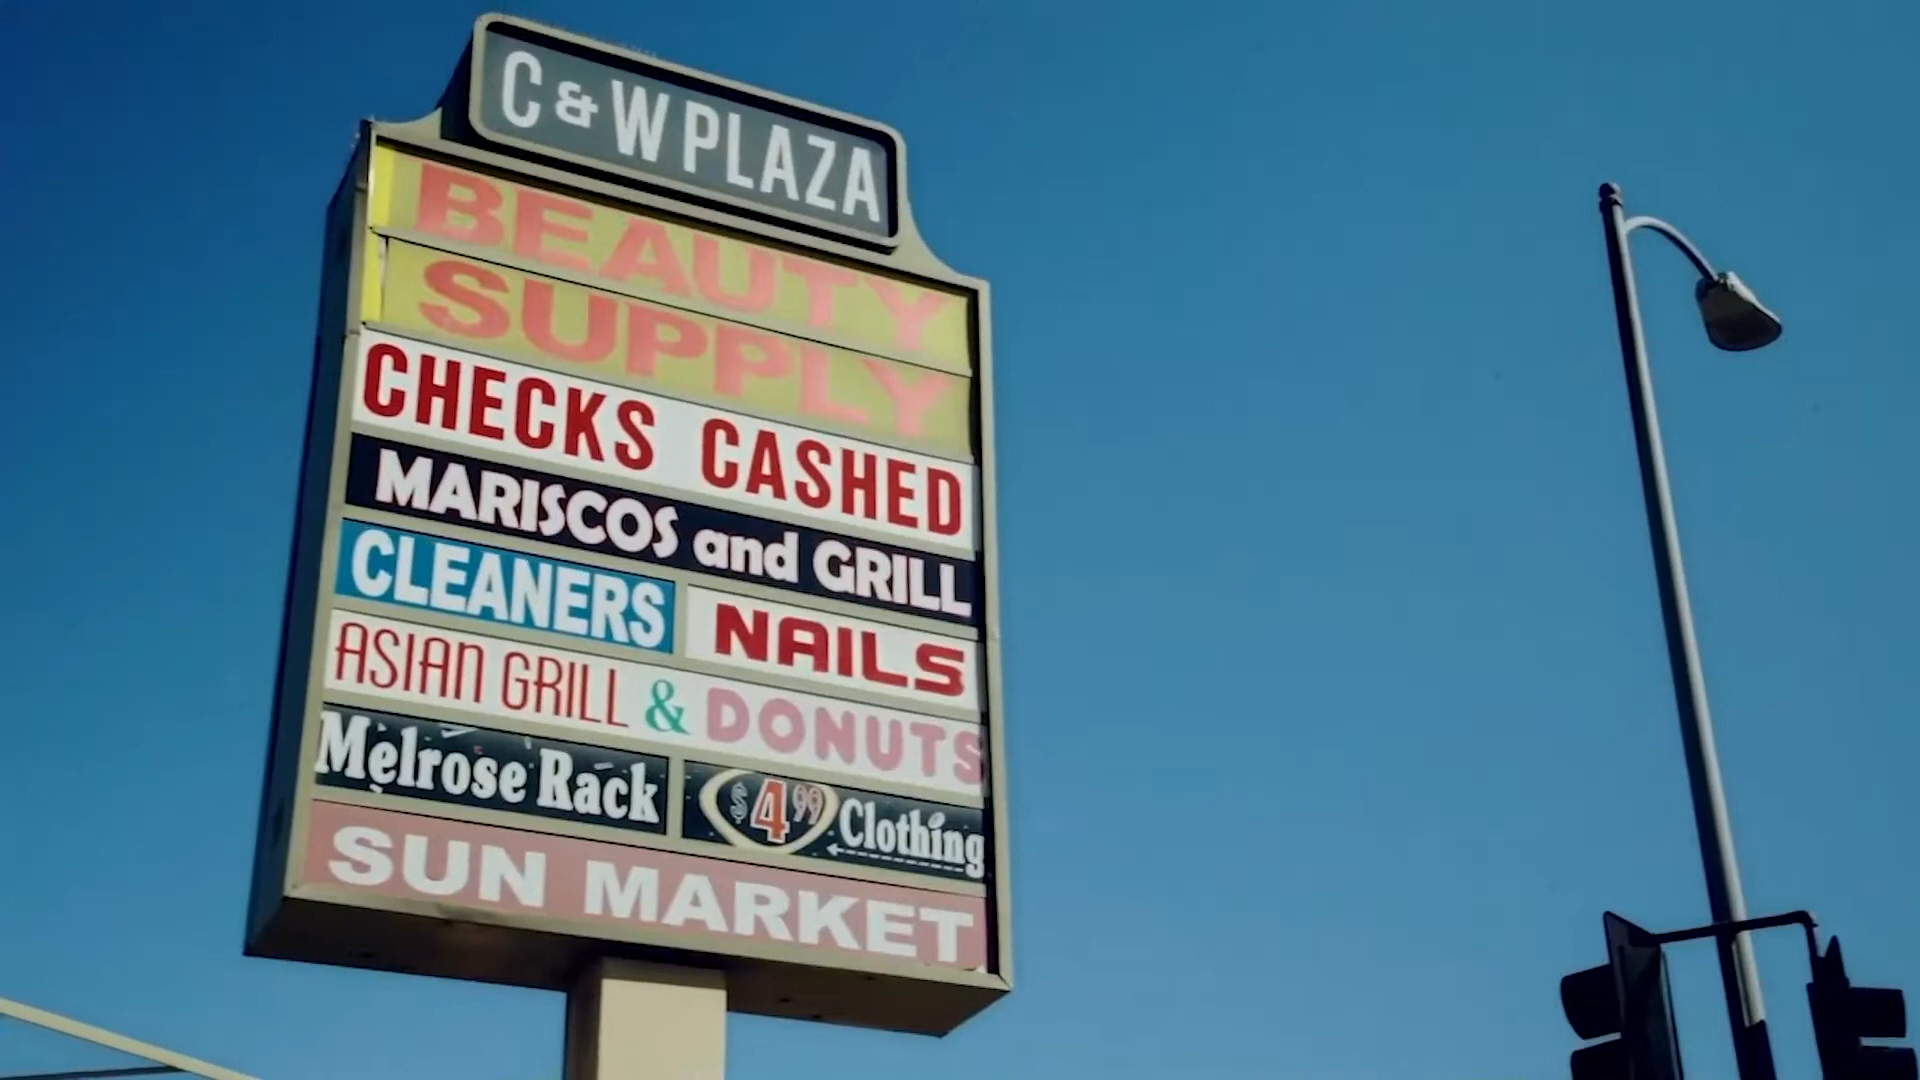 C & W PLAZA
BEAUTY
SUPPLY
CHECKS CASHED
MARISCOS and GRILL
CLEANERS
NAILS
ASIAN GRILL & DONUTS
Melrose Rack
$4.99 Clothing
SUN MARKET